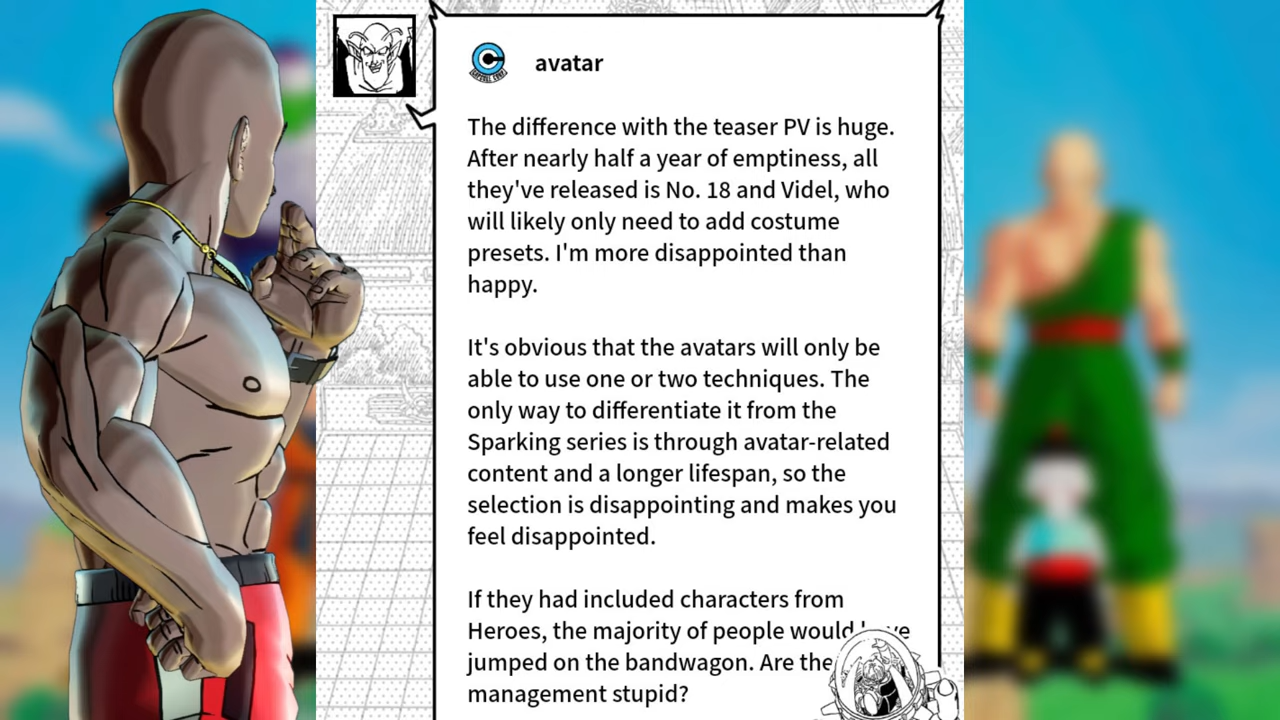 CAPSULE CORP
avatar
The difference with the teaser PV is huge.
After nearly half a year of emptiness, all
they've released is No. 18 and Videl, who
will likely only need to add costume
presets. I'm more disappointed than
happy.
It's obvious that the avatars will only be
able to use one or two techniques. The
only way to differentiate it from the
Sparking series is through avatar-related
content and a longer lifespan, so the
selection is disappointing and makes you
feel disappointed.
If they had included characters from
Heroes, the majority of people would have
jumped on the bandwagon. Are the
management stupid?